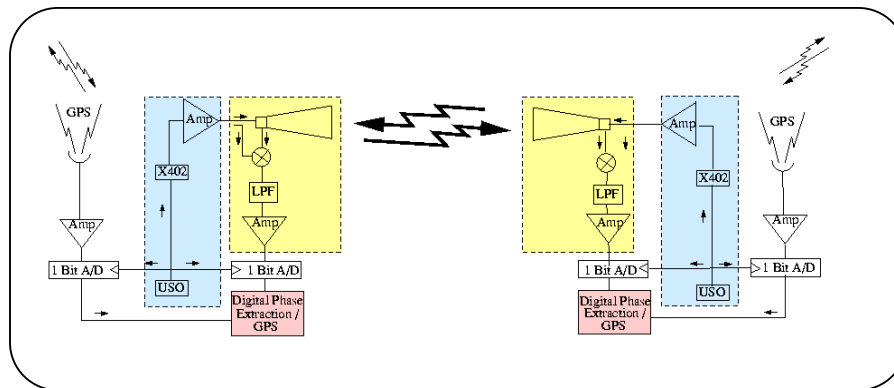 GPS
GPS
Amp
Amp
X402
X402
LPF
LPF
Amp
Amp
Amp
Amp
1 Bit A/D
1 Bit A/D
1 Bit A/D
1 Bit A/D
USO
USO
Digital Phase
Extraction /
GPS
Digital Phase
Extraction /
GPS